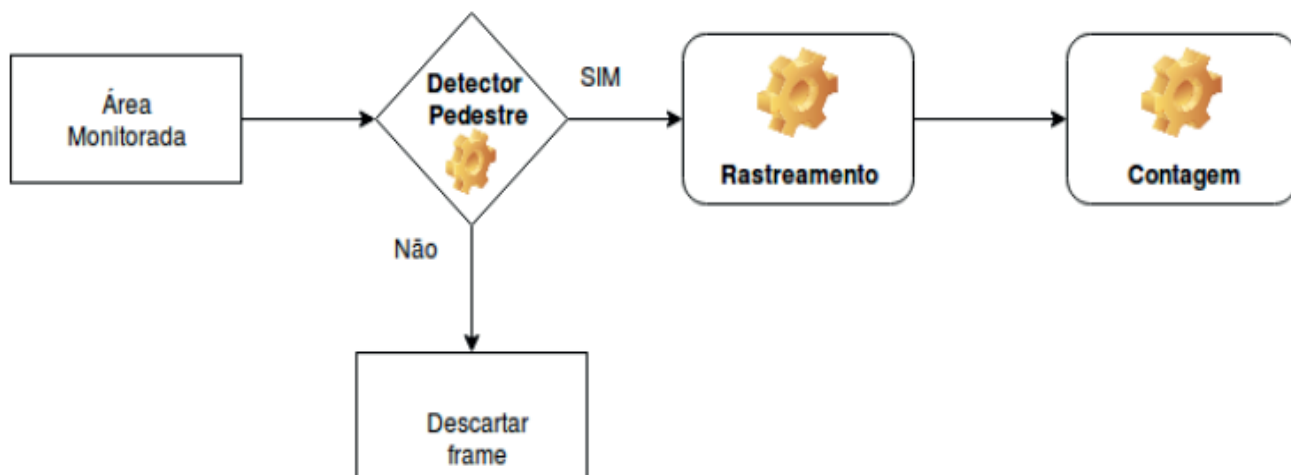 Área
Monitorada
Detector
Pedestre
SIM
Rastreamento
Contagem
Não
Descartar
frame